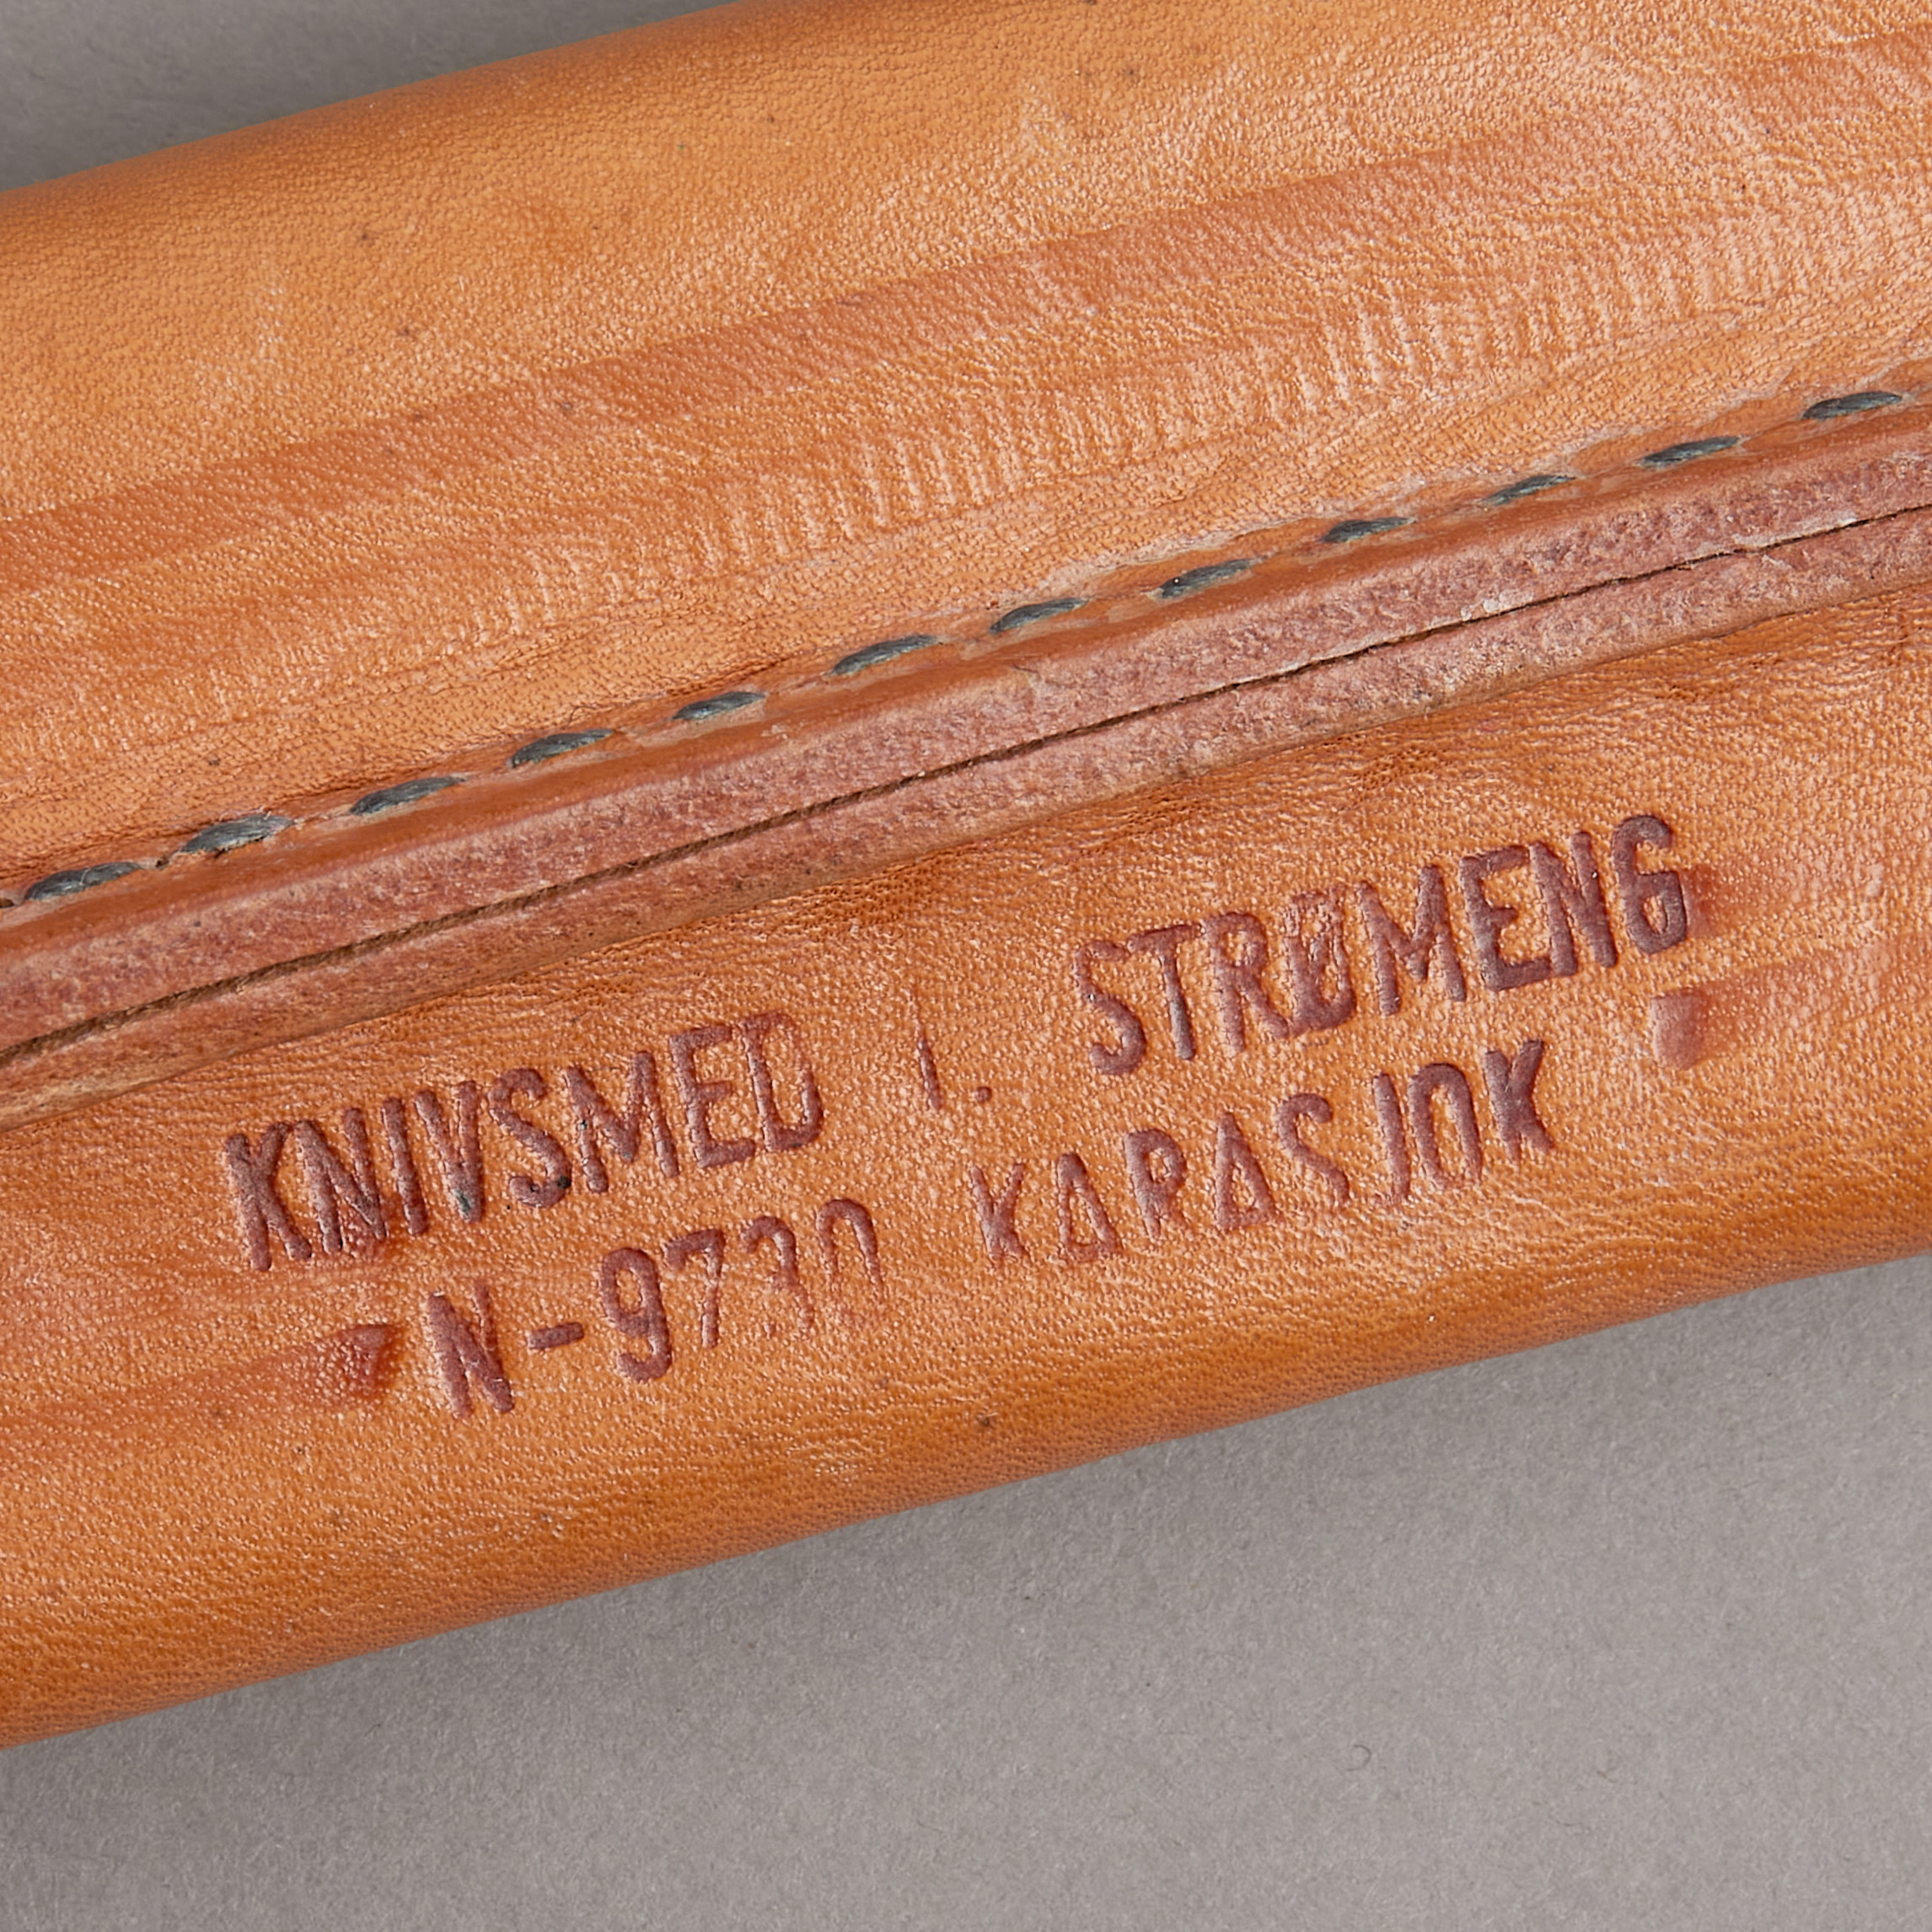 KNIVSMED I. STRØMENG
N-9730 KARASJOK